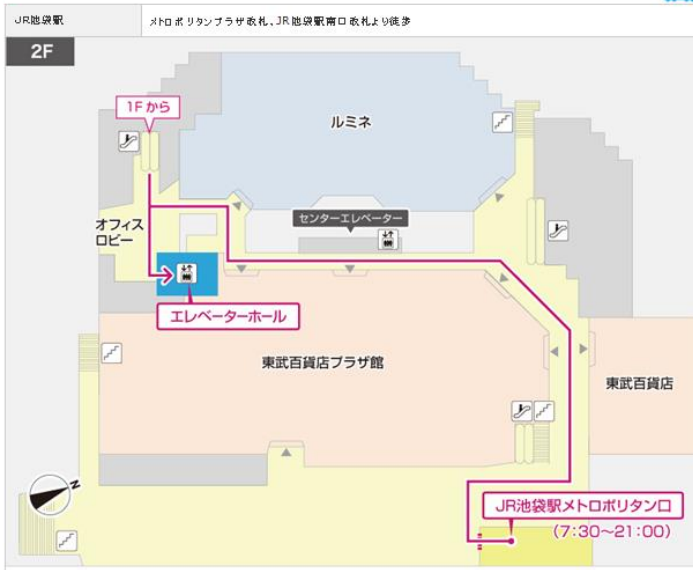 JR池袋駅
メトロポリタンプラザ改札、JR池袋駅南口改札より徒歩
2F
1Fから
ルミネ
オフィス
ロビー
センターエレベーター
エレベーターホール
東武百貨店プラザ館
東武百貨店
N
JR池袋駅メトロポリタン口
(7:30～21:00)